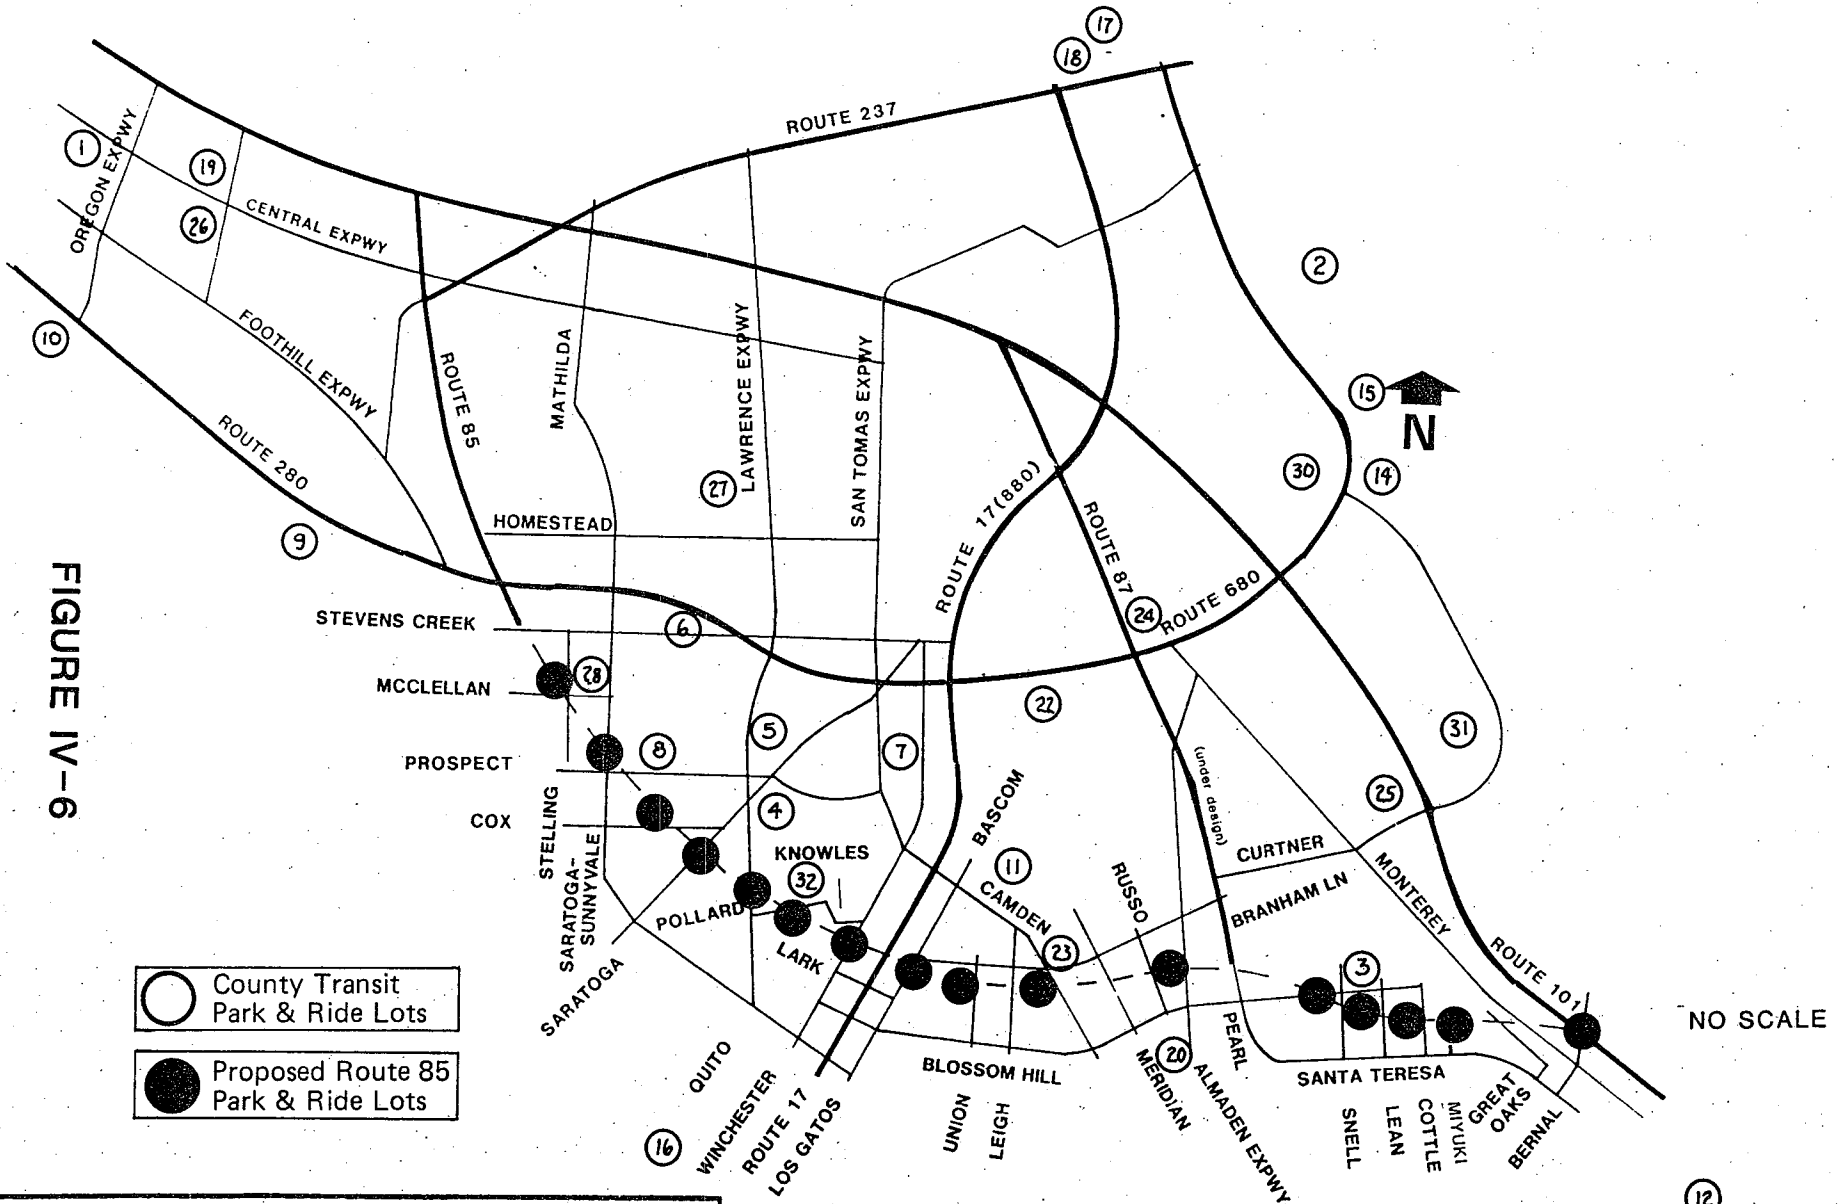 17
18
ROUTE 237
1
OREGON EXPWY
19
26
CENTRAL EXPWY
2
10
FOOTHILL EXPWY
ROUTE 85
MATHILDA
LAWRENCE EXPWY
SAN TOMAS EXPWY
15
N
ROUTE 280
27
ROUTE 17(880)
30
14
9
HOMESTEAD
ROUTE 87
24
ROUTE 680
FIGURE IV-6
STEVENS CREEK
6
MCCLELLAN
28
22
5
7
8
31
PROSPECT
(under design)
25
4
COX
STELLING
SARATOGA-
SUNNYVALE
BASCOM
KNOWLES
32
11
CAMDEN
RUSSO
CURTNER
MONTEREY
BRANHAM LN
POLLARD
LARK
23
3
ROUTE 101
SARATOGA
County Transit
Park & Ride Lots
NO SCALE
Proposed Route 85
Park & Ride Lots
QUITO
BLOSSOM HILL
20
PEARL
SANTA TERESA
WINCHESTER
ROUTE 17
LOS GATOS
UNION
LEIGH
MERIDIAN
ALMADEN EXPWY
SNELL
LEAN
COTTLE
MIYUKI
GREAT
OAKS
BERNAL
16
12